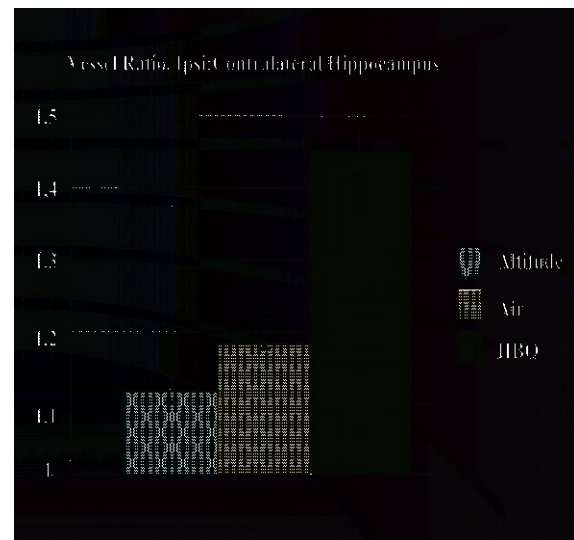 Vessel Ratio. Ipsi:Contralateral Hippocampus
1.5
1.4
1.3
1.2
1.1
1.
Altitude
Air
HBO